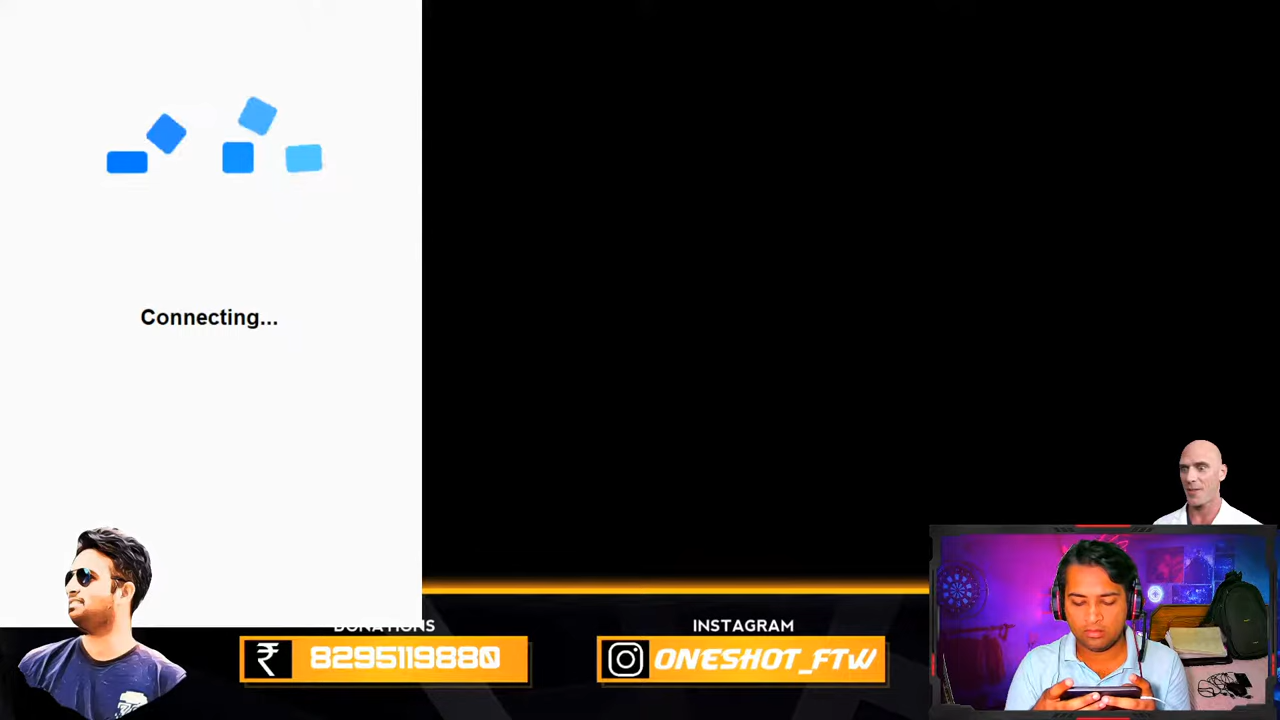 Connecting...
DONATIONS
INSTAGRAM
₹ 8295119880
ONESHOT_FTW